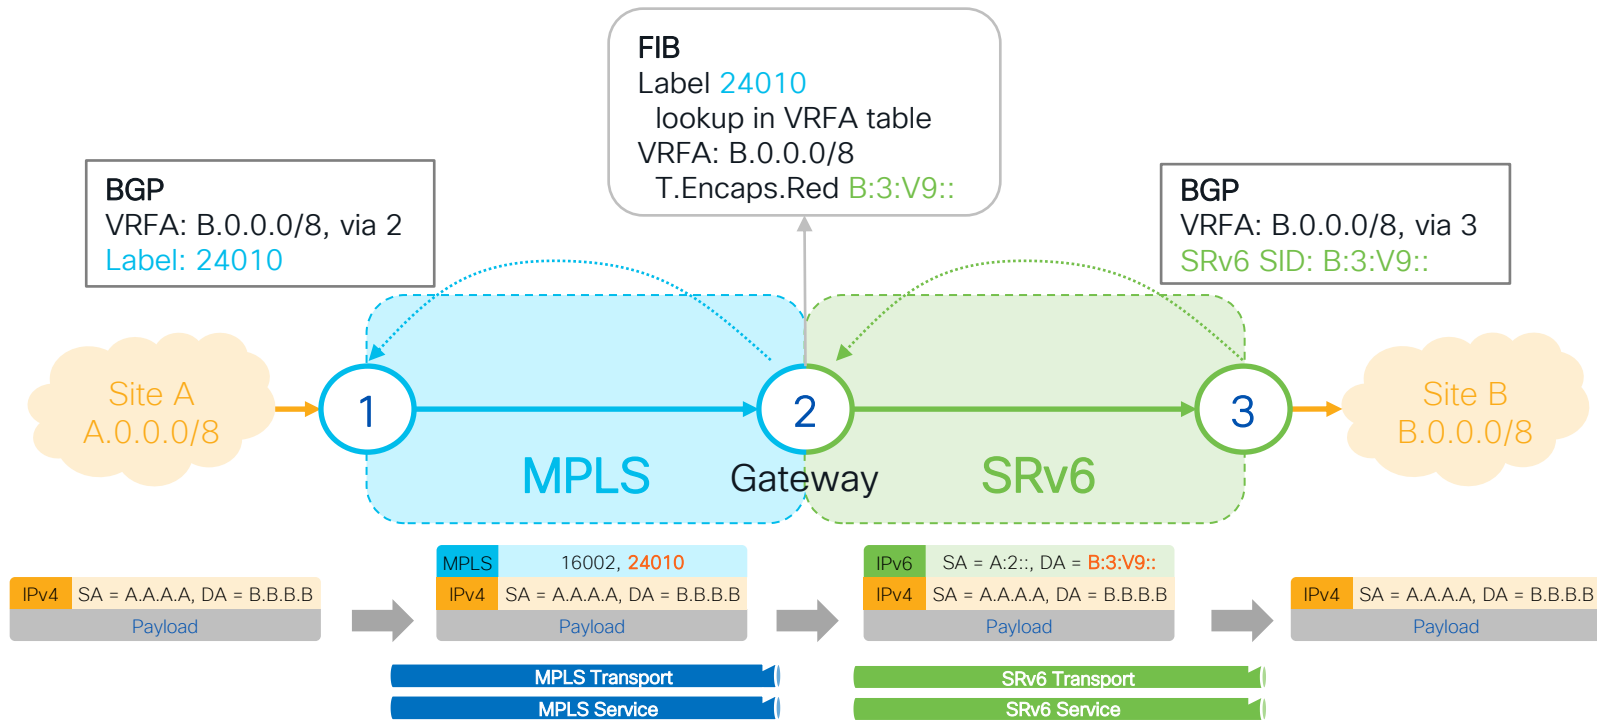 FIB
Label 24010
lookup in VRFA table
VRFA: B.0.0.0/8
T.Encaps.Red B:3:V9::
BGP
VRFA: B.0.0.0/8, via 2
Label: 24010
BGP
VRFA: B.0.0.0/8, via 3
SRv6 SID: B:3:V9::
Site A
A.0.0.0/8
1
2
3
Site B
B.0.0.0/8
MPLS
Gateway
SRv6
IPv4 SA = A.A.A.A, DA = B.B.B.B
Payload
MPLS 16002, 24010
IPv4 SA = A.A.A.A, DA = B.B.B.B
Payload
IPv6 SA = A:2::, DA = B:3:V9::
IPv4 SA = A.A.A.A, DA = B.B.B.B
Payload
IPv4 SA = A.A.A.A, DA = B.B.B.B
Payload
MPLS Transport
MPLS Service
SRv6 Transport
SRv6 Service